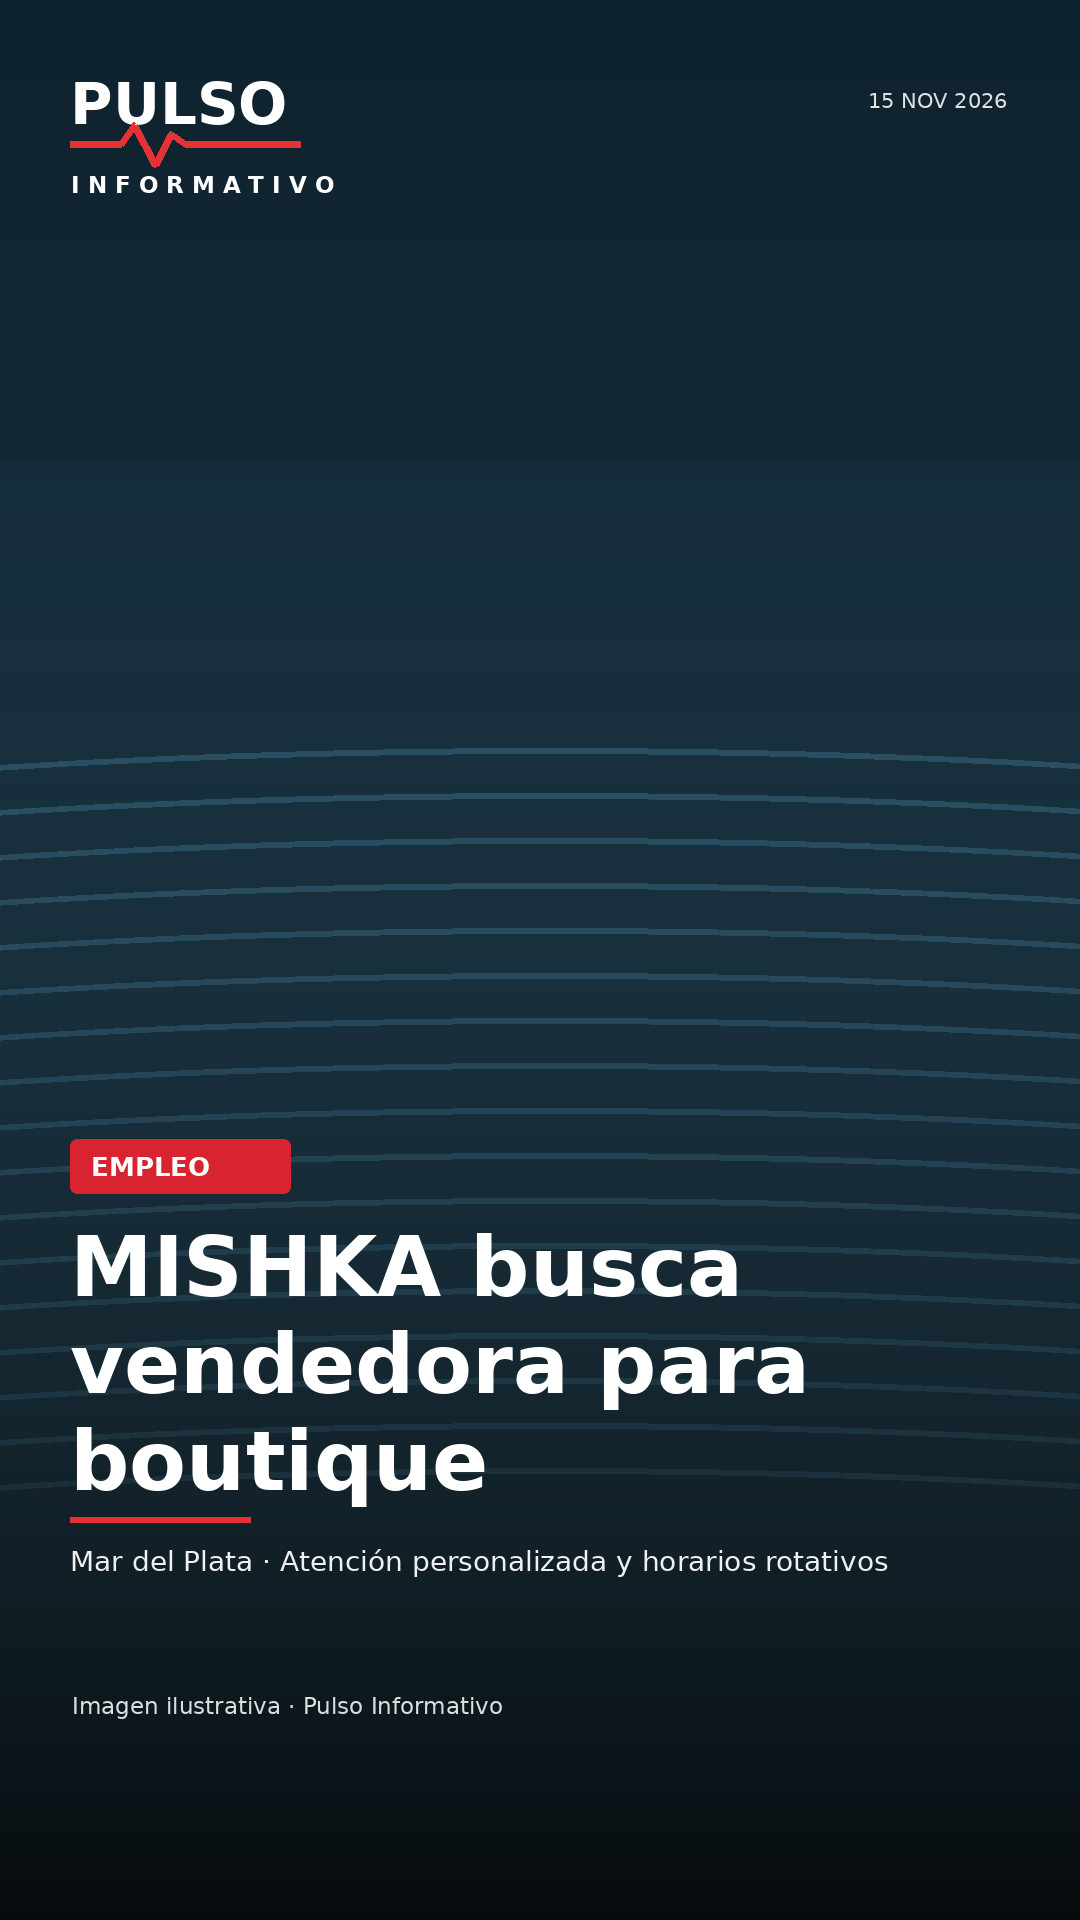 PULSO
INFORMATIVO
15 NOV 2026
EMPLEO
MISHKA busca
vendedora para
boutique
Mar del Plata · Atención personalizada y horarios rotativos
Imagen ilustrativa · Pulso Informativo